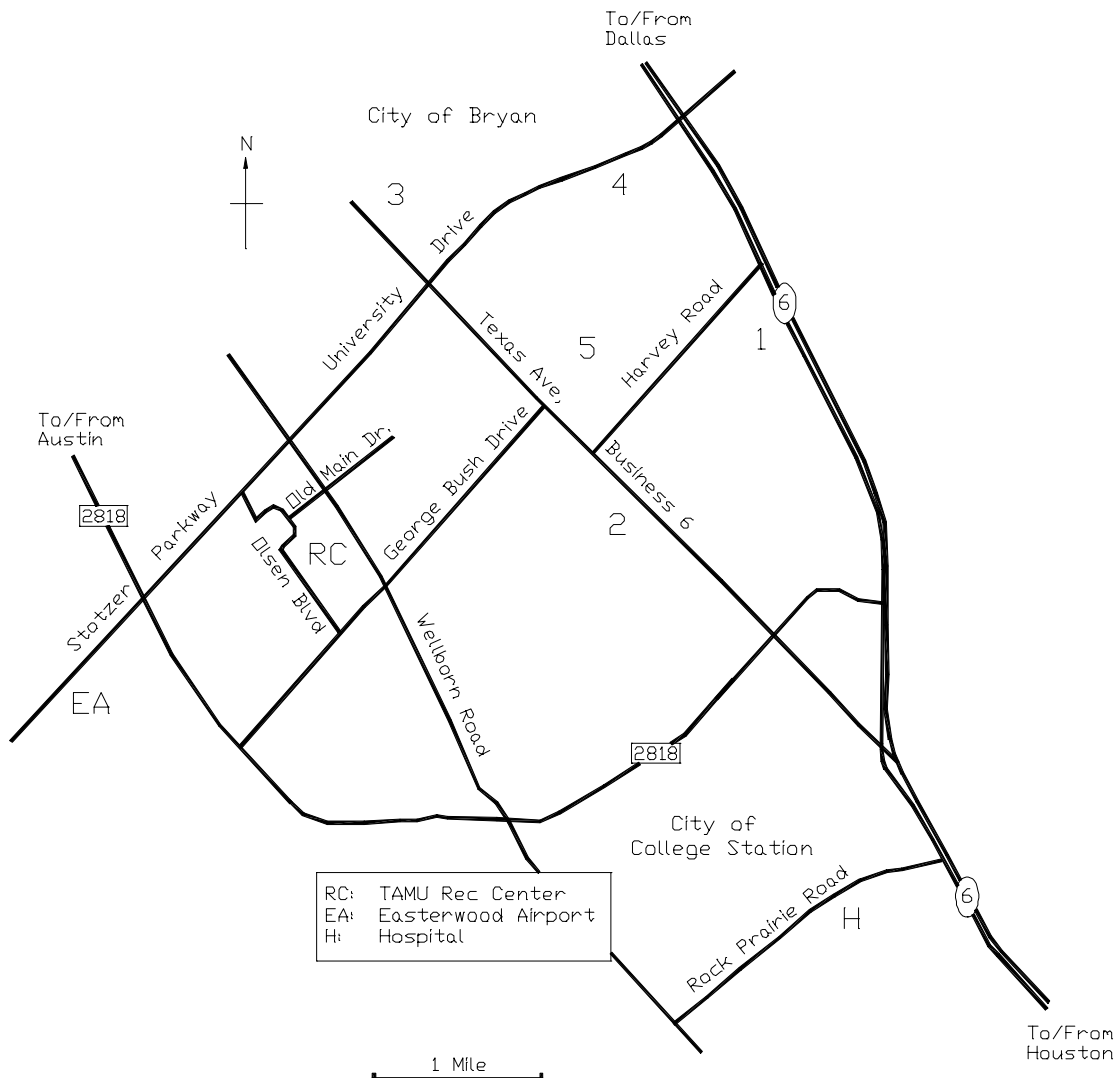 To/From
Dallas
City of Bryan
N
3
4
Drive
University
6
Harvey Road
1
Texas Ave,
5
To/From
Austin
Old Main Dr.
George Bush Drive
Business 6
2818
Parkway
2
RC
Olsen Blvd
Stotzer
Wellborn Road
EA
2818
City of
College Station
RC: TAMU Rec Center
EA: Easterwood Airport
H: Hospital
Rock Prairie Road
H
6
To/From
Houston
1 Mile